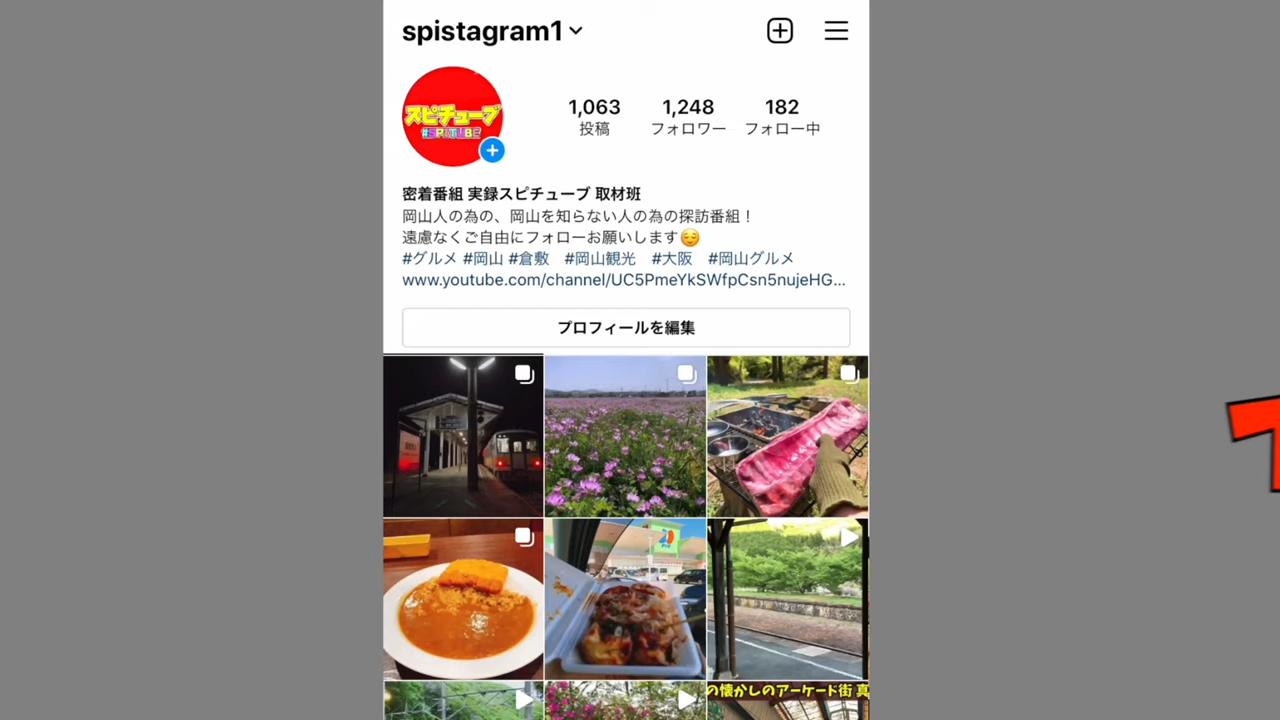 spistagram1
スピチューブ
#SPITUBE
1,063
投稿
1,248
フォロワー
182
フォロー中
密着番組 実録スピチューブ 取材班
岡山人の為の、岡山を知らない人の為の探訪番組！
遠慮なくご自由にフォローお願いします😌
#グルメ #岡山 #倉敷 #岡山観光 #大阪 #岡山グルメ
www.youtube.com/channel/UC5PmeYkSWfpCsn5nujeHG...
プロフィールを編集
の懐かしのアーケード街 真